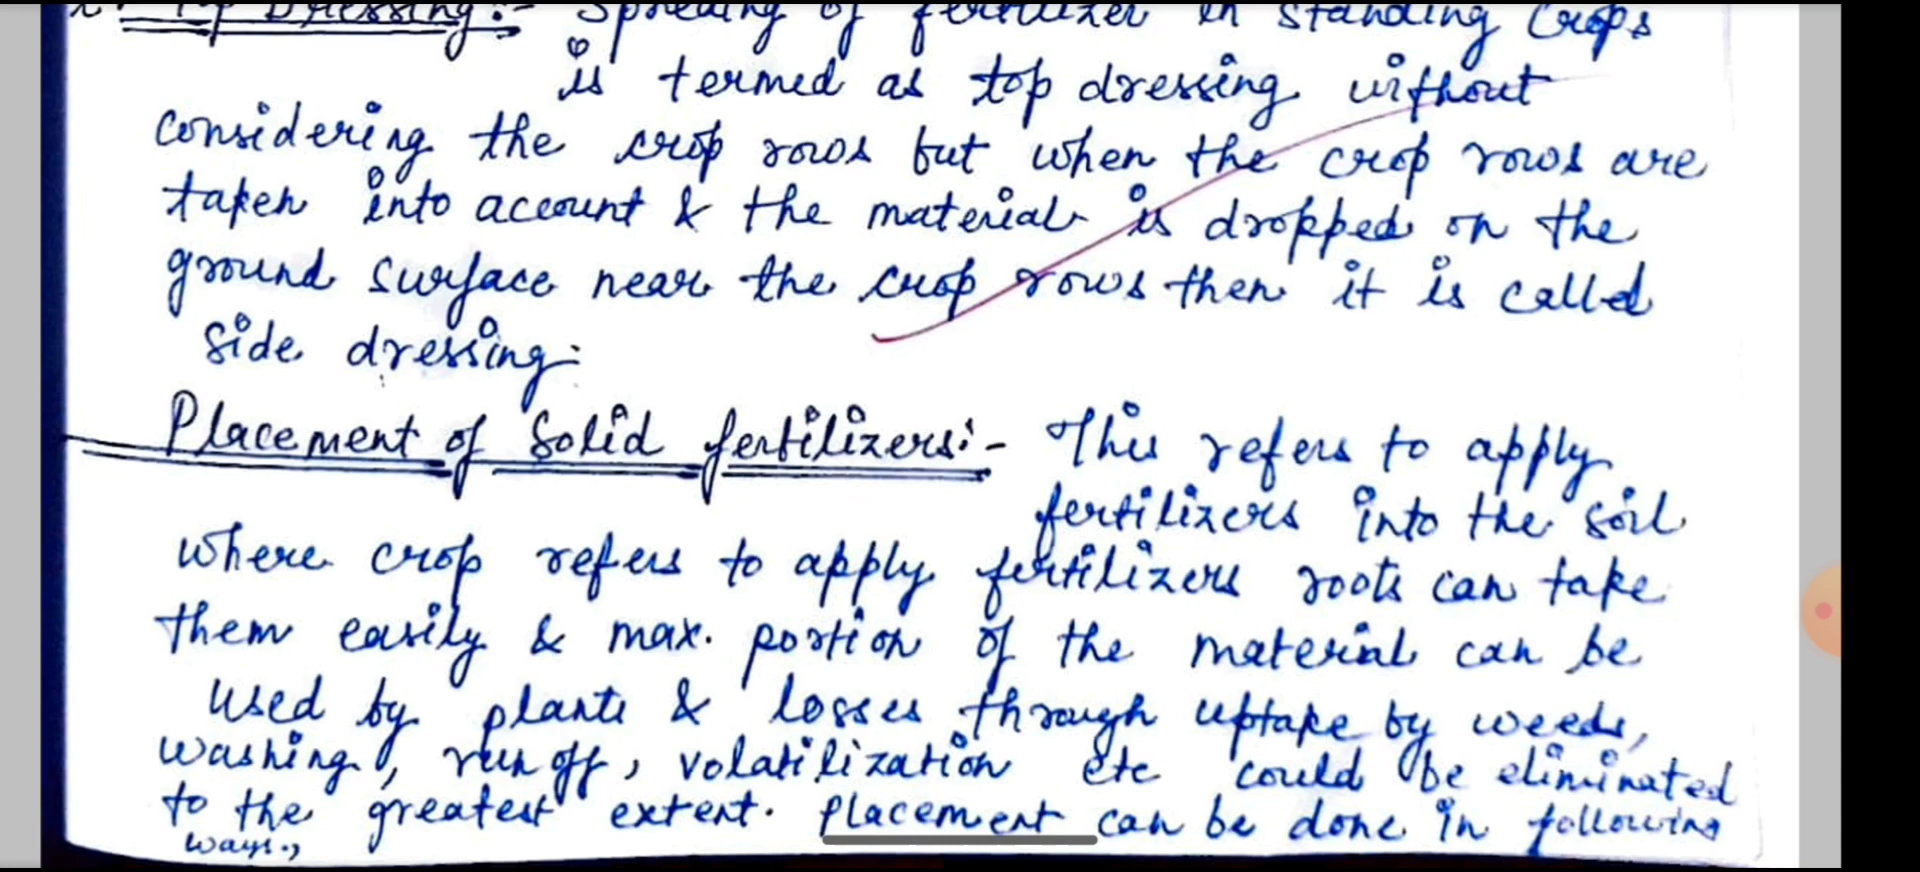 Top Dressing:- Spreading of fertilizer in standing crops
is termed as top dressing without
considering the crop rows but when the crop rows are
taken into account & the material is dropped on the
ground surface near the crop rows then it is called
side dressing.
Placement of Solid fertilizers:- This refers to apply
fertilizers into the soil
where crop refers to apply fertilizers roots can take
them easily & max. portion of the material can be
used by plants & losses through uptake by weeds,
washing, run off, volatilization etc could be eliminated
to the greatest extent. Placement can be done in following
ways.,